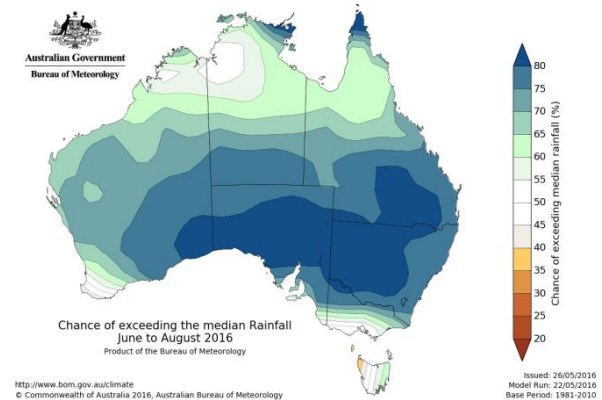 Australian Government
Bureau of Meteorology
80
75
70
65
60
55
50
45
40
35
30
25
20
Chance of exceeding median rainfall (%)
Chance of exceeding the median Rainfall
June to August 2016
Product of the Bureau of Meteorology
http://www.bom.gov.au/climate
© Commonwealth of Australia 2016, Australian Bureau of Meteorology
Issued: 26/05/2016
Model Run: 22/05/2016
Base Period: 1981-2010